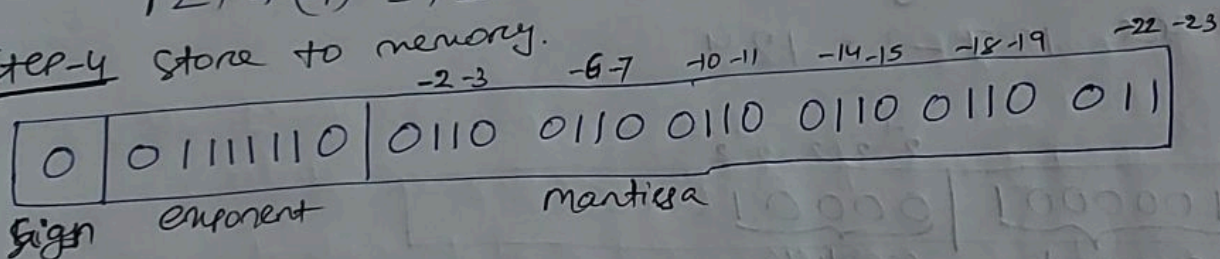 step-4 store to memory.
-2 -3 -6 -7 -10 -11 -14 -15 -18 -19 -22 -23
0 01111110 0110 0110 0110 0110 0110 011
sign exponent mantissa